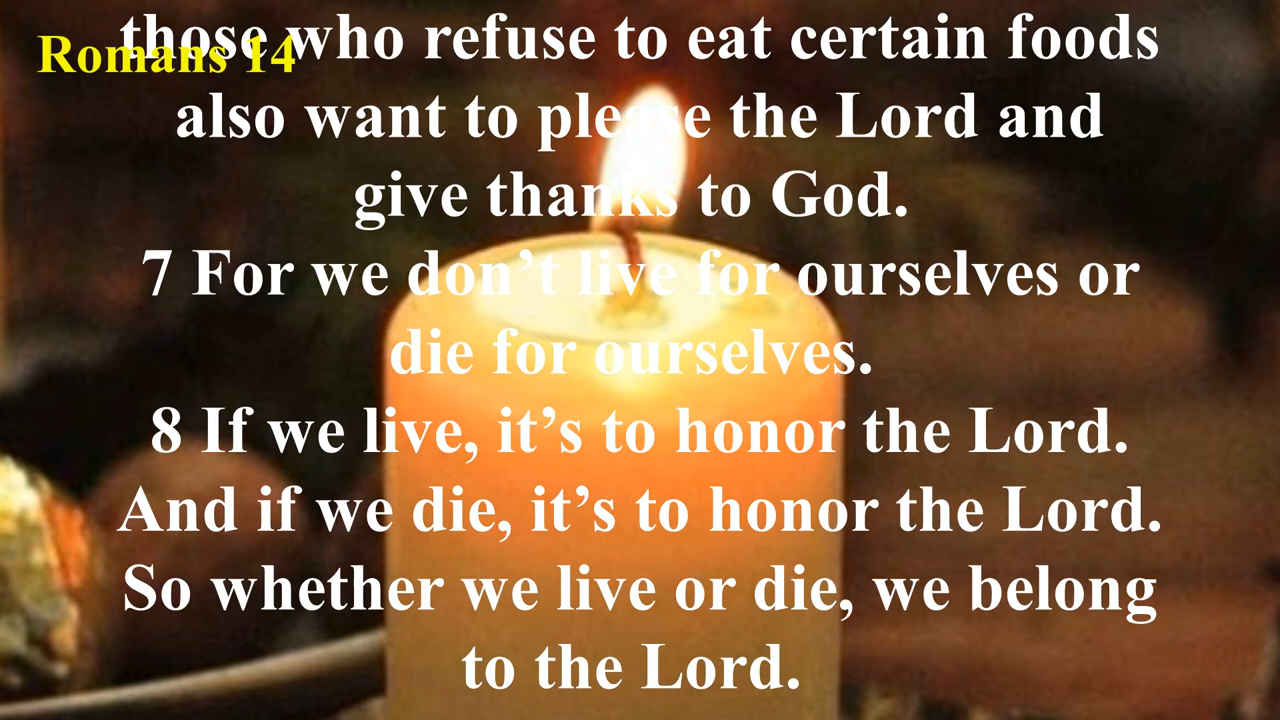 Romans 14
those who refuse to eat certain foods
also want to please the Lord and
give thanks to God.
7 For we don’t live for ourselves or
die for ourselves.
8 If we live, it’s to honor the Lord.
And if we die, it’s to honor the Lord.
So whether we live or die, we belong
to the Lord.